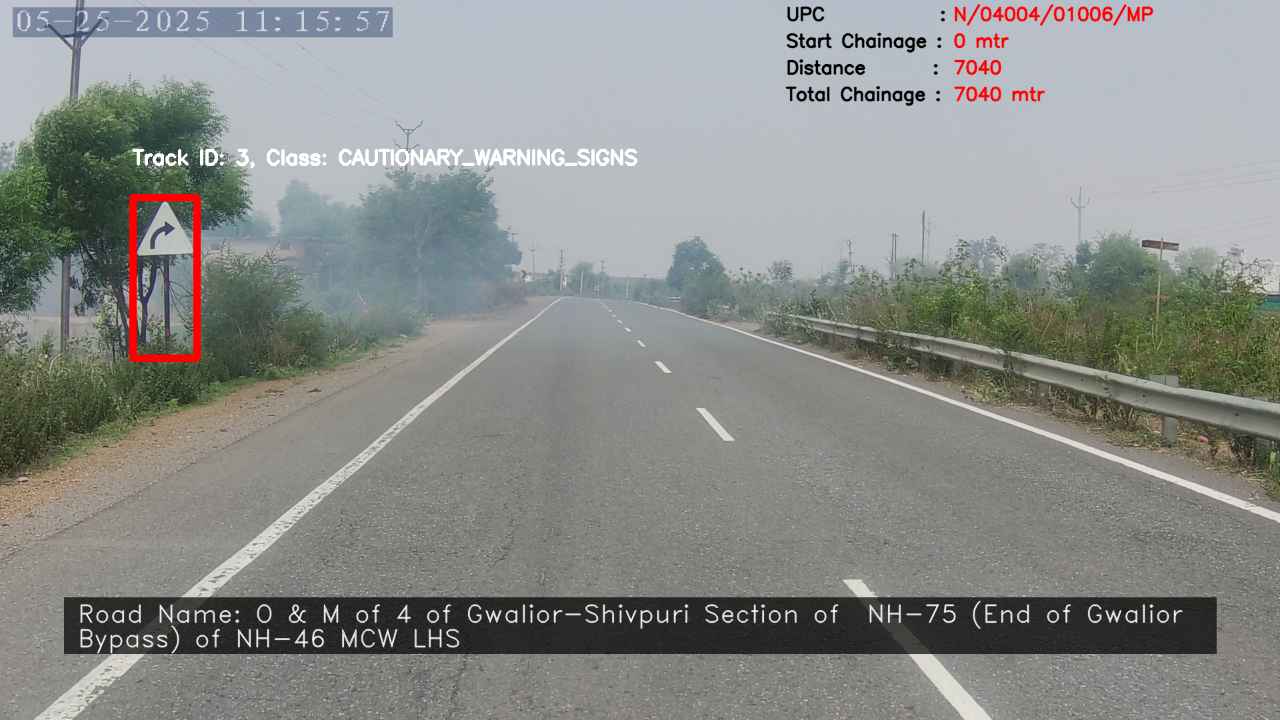 05-25-2025 11:15:57
UPC : N/04004/01006/MP
Start Chainage : 0 mtr
Distance : 7040
Total Chainage : 7040 mtr
Track ID: 3, Class: CAUTIONARY_WARNING_SIGNS
Road Name: O & M of 4 of Gwalior-Shivpuri Section of NH-75 (End of Gwalior
Bypass) of NH-46 MCW LHS